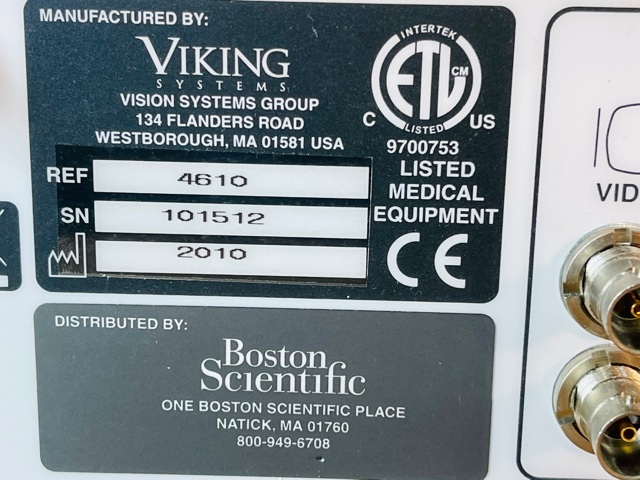 MANUFACTURED BY:
VIKING
SYSTEMS
VISION SYSTEMS GROUP
134 FLANDERS ROAD
WESTBOROUGH, MA 01581 USA
REF 4610
SN 101512
2010
INTERTEK
ETL CM
LISTED
C US
9700753
LISTED
MEDICAL
EQUIPMENT
CE
DISTRIBUTED BY:
Boston
Scientific
ONE BOSTON SCIENTIFIC PLACE
NATICK, MA 01760
800-949-6708
VID